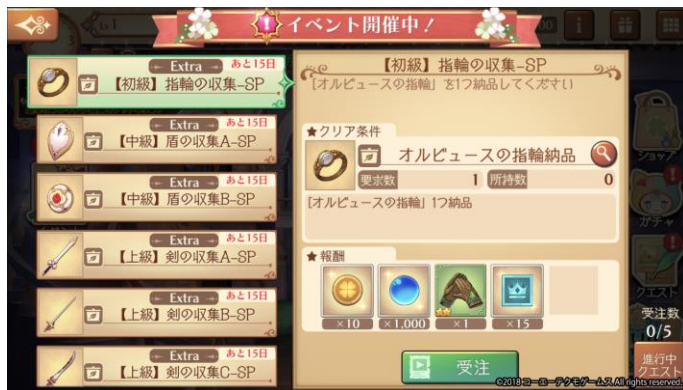 イベント開催中!
Lv 1
00
Extra
あと15日
【初級】指輪の収集-SP
Extra
あと15日
【中級】盾の収集A-SP
Extra
あと15日
【中級】盾の収集B-SP
Extra
あと15日
【上級】剣の収集A-SP
Extra
あと15日
【上級】剣の収集B-SP
Extra
あと15日
【上級】剣の収集C-SP
【初級】指輪の収集-SP
「オルビュースの指輪」を1つ納品してください
★クリア条件
オルビュースの指輪納品
要求数 1 所持数 0
「オルビュースの指輪」1つ納品
★報酬
×10 ×1,000 ×1 ×15
受注
ショップ
ガチャ
クエスト
受注数
0/5
進行中
クエスト
©2018 コーエーテクモゲームス All rights reserved.